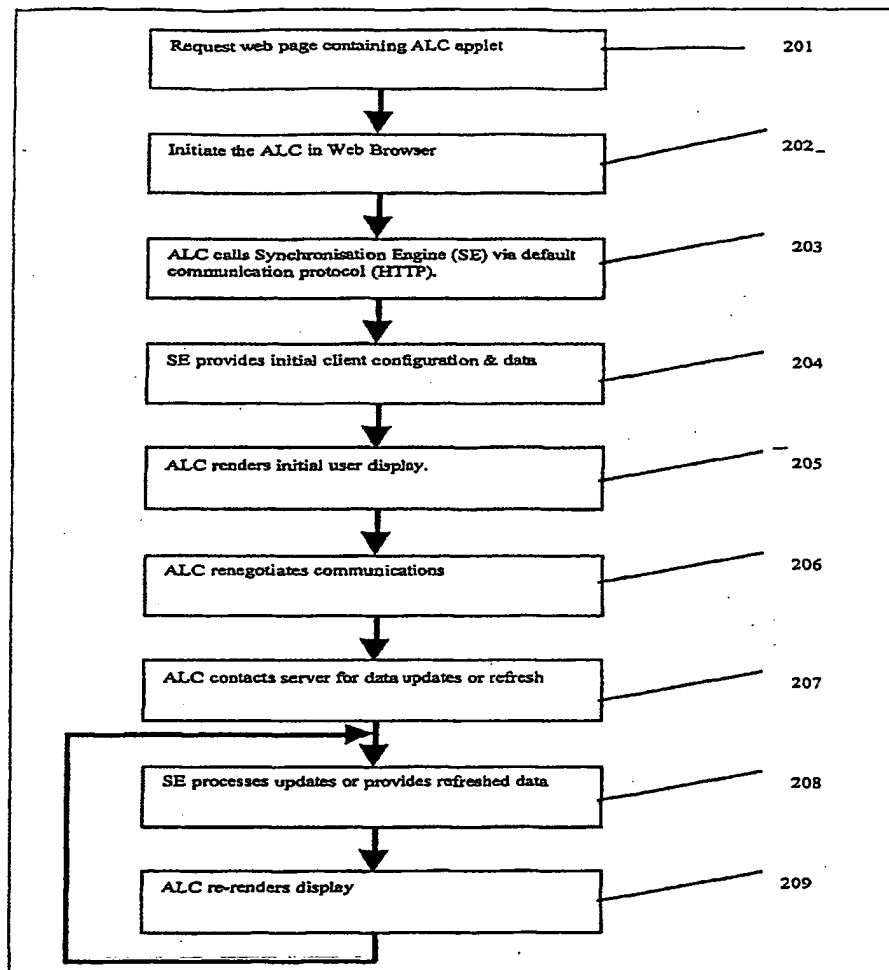 Request web page containing ALC applet
201
Initiate the ALC in Web Browser
202
ALC calls Synchronisation Engine (SE) via default
communication protocol (HTTP).
203
SE provides initial client configuration & data
204
ALC renders initial user display.
205
ALC renegotiates communications
206
ALC contacts server for data updates or refresh
207
SE processes updates or provides refreshed data
208
ALC re-renders display
209